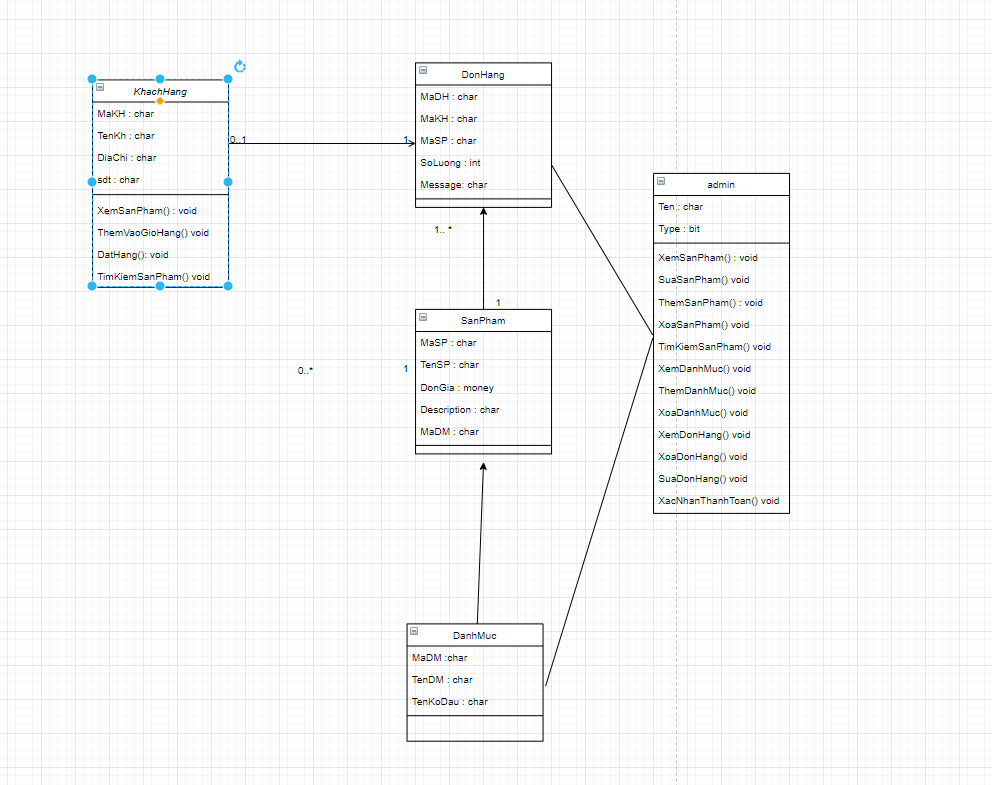 KhachHang
MaKH : char
TenKh : char
DiaChi : char
sdt : char
XemSanPham() : void
ThemVaoGioHang() void
DatHang(): void
TimKiemSanPham() void
0..1
1
DonHang
MaDH : char
MaKH : char
MaSP : char
SoLuong : int
Message: char
1.. *
1
SanPham
MaSP : char
TenSP : char
DonGia : money
Description : char
MaDM : char
0..*
1
admin
Ten : char
Type : bit
XemSanPham() : void
SuaSanPham() void
ThemSanPham() : void
XoaSanPham() void
TimKiemSanPham() void
XemDanhMuc() void
ThemDanhMuc() void
XoaDanhMuc() void
XemDonHang() void
XoaDonHang() void
SuaDonHang() void
XacNhanThanhToan() void
DanhMuc
MaDM :char
TenDM : char
TenKoDau : char